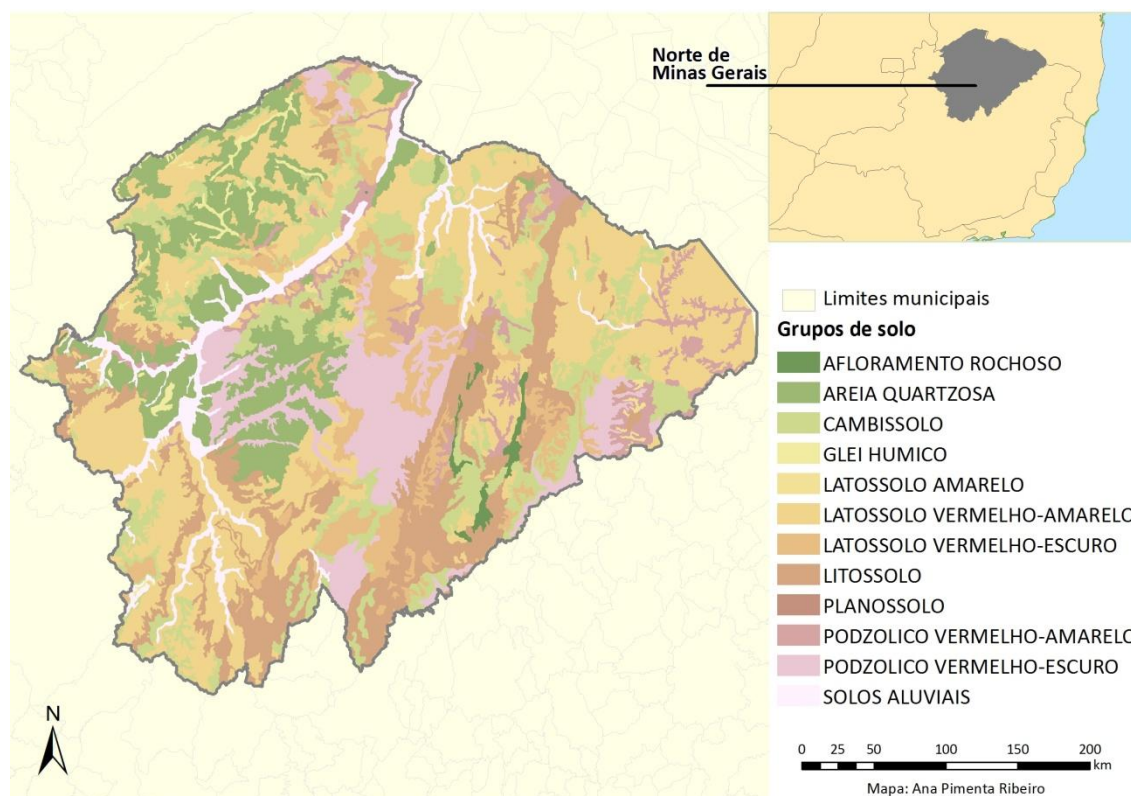 Norte de
Minas Gerais
Limites municipais
Grupos de solo
AFLORAMENTO ROCHOSO
AREIA QUARTZOSA
CAMBISSOLO
GLEI HUMICO
LATOSSOLO AMARELO
LATOSSOLO VERMELHO-AMARELO
LATOSSOLO VERMELHO-ESCURO
LITOSSOLO
PLANOSSOLO
PODZOLICO VERMELHO-AMARELO
PODZOLICO VERMELHO-ESCURO
SOLOS ALUVIAIS
N
0 25 50 100 150 200
km
Mapa: Ana Pimenta Ribeiro